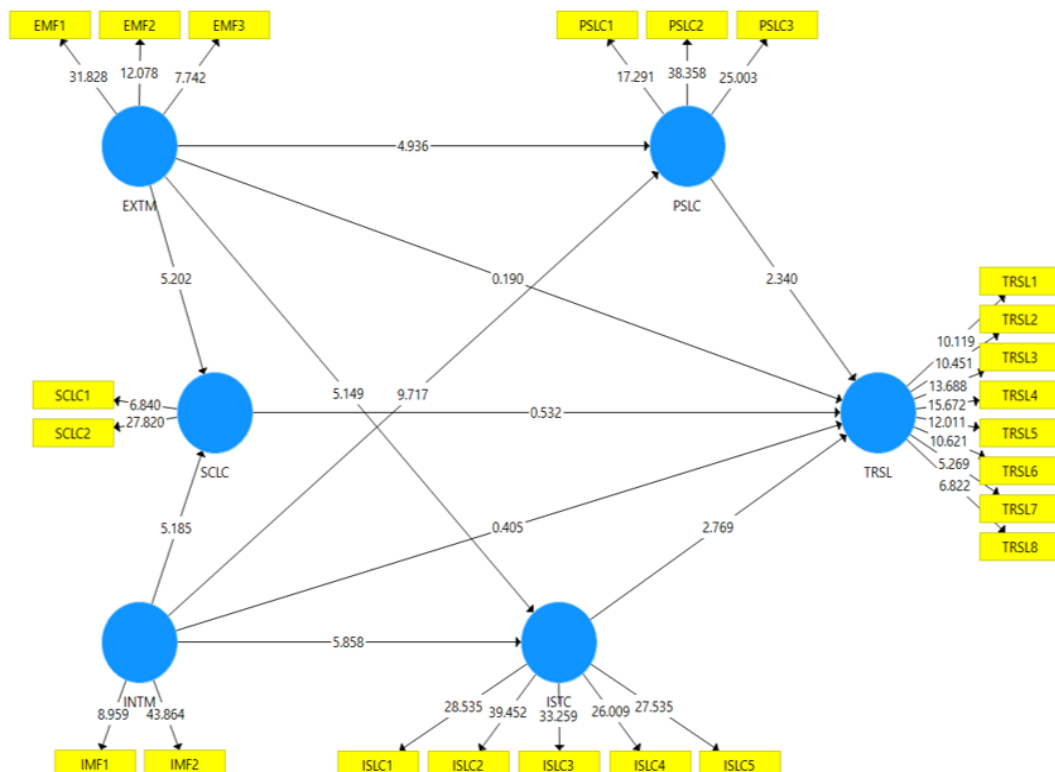 EMF1 EMF2 EMF3 PSLC1 PSLC2 PSLC3
31.828 12.078 7.742 17.291 38.358 25.003
4.936
EXTM PSLC
5.202 0.190 2.340
TRSL1
TRSL2
10.119
TRSL3
10.451
SCLC1 6.840 5.149 9.717 13.688 TRSL4
15.672
SCLC2 27.820 0.532 12.011 TRSL5
10.621
SCLC TRSL 5.269 TRSL6
6.822
TRSL7
5.185 0.405 2.769
TRSL8
5.858
INTM ISTC
8.959 43.864 28.535 39.452 33.259 26.009 27.535
IMF1 IMF2 ISLC1 ISLC2 ISLC3 ISLC4 ISLC5